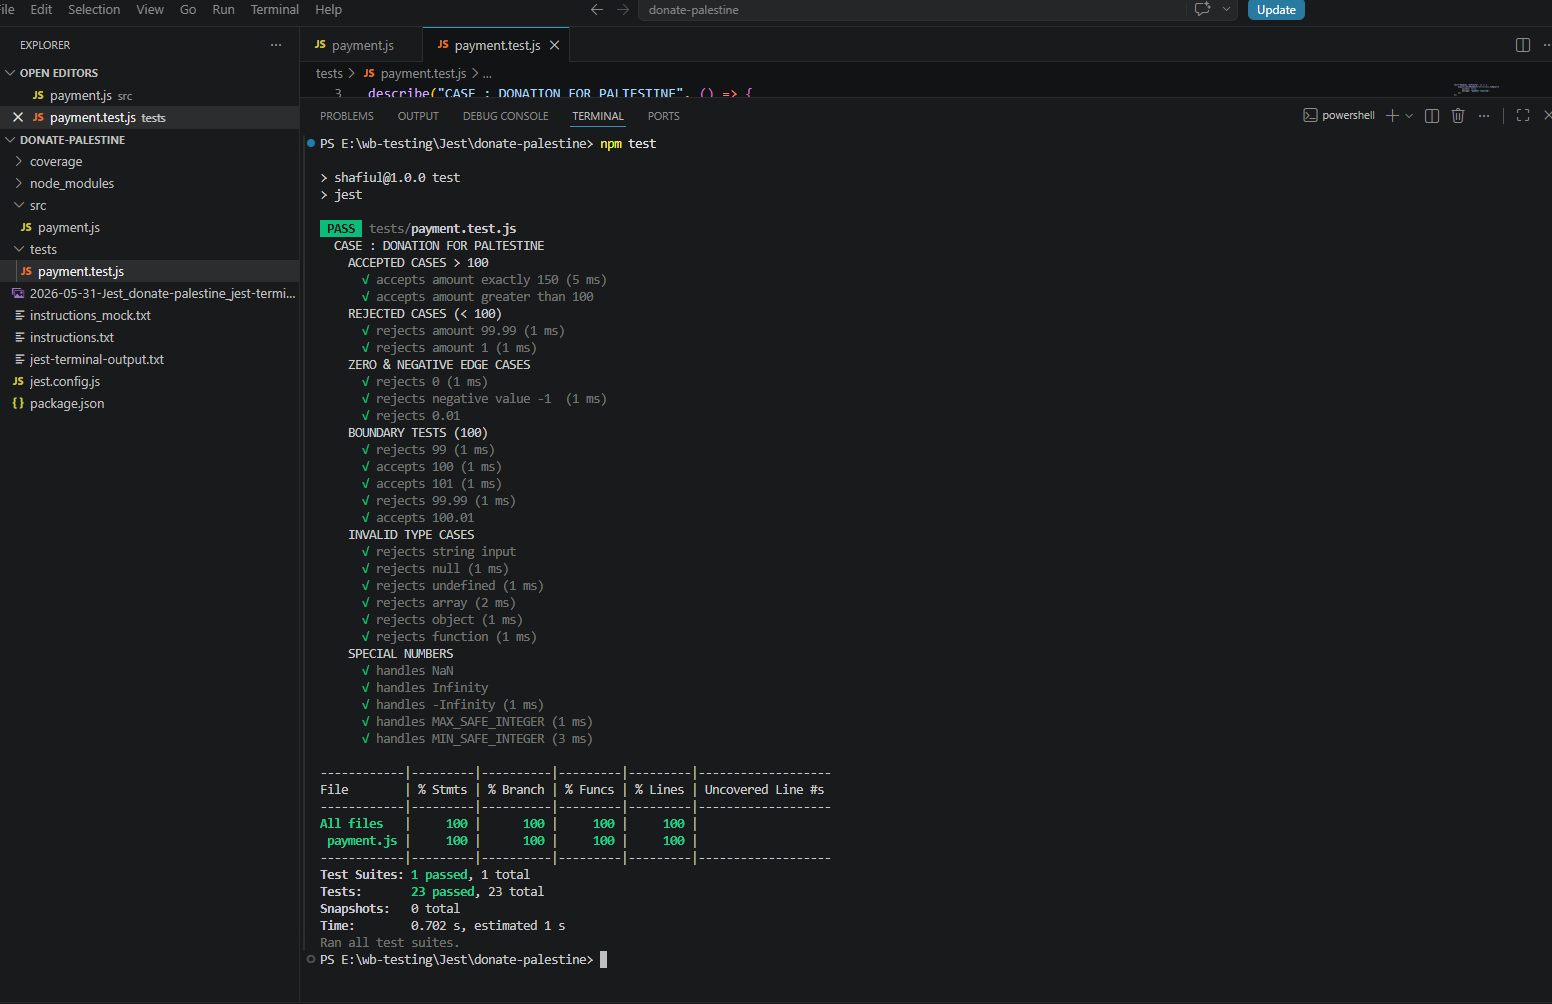 File Edit Selection View Go Run Terminal Help
donate-palestine
Update
EXPLORER
OPEN EDITORS
JS payment.js src
JS payment.test.js tests
DONATE-PALESTINE
coverage
node_modules
src
JS payment.js
tests
JS payment.test.js
2026-05-31-Jest_donate-palestine_jest-termi...
instructions_mock.txt
instructions.txt
jest-terminal-output.txt
JS jest.config.js
{} package.json
JS payment.js
JS payment.test.js
tests > JS payment.test.js > ...
3 describe("CASE : DONATION FOR PALTESTINE", () => {
PROBLEMS OUTPUT DEBUG CONSOLE TERMINAL PORTS
powershell
PS E:\wb-testing\Jest\donate-palestine> npm test
> shafiul@1.0.0 test
> jest
PASS tests/payment.test.js
CASE : DONATION FOR PALTESTINE
ACCEPTED CASES > 100
√ accepts amount exactly 150 (5 ms)
√ accepts amount greater than 100
REJECTED CASES (< 100)
√ rejects amount 99.99 (1 ms)
√ rejects amount 1 (1 ms)
ZERO & NEGATIVE EDGE CASES
√ rejects 0 (1 ms)
√ rejects negative value -1  (1 ms)
√ rejects 0.01
BOUNDARY TESTS (100)
√ rejects 99 (1 ms)
√ accepts 100 (1 ms)
√ accepts 101 (1 ms)
√ rejects 99.99 (1 ms)
√ accepts 100.01
INVALID TYPE CASES
√ rejects string input
√ rejects null (1 ms)
√ rejects undefined (1 ms)
√ rejects array (2 ms)
√ rejects object (1 ms)
√ rejects function (1 ms)
SPECIAL NUMBERS
√ handles NaN
√ handles Infinity
√ handles -Infinity (1 ms)
√ handles MAX_SAFE_INTEGER (1 ms)
√ handles MIN_SAFE_INTEGER (3 ms)
------------|---------|----------|---------|---------|-------------------
File        | % Stmts | % Branch | % Funcs | % Lines | Uncovered Line #s
------------|---------|----------|---------|---------|-------------------
All files   |     100 |      100 |     100 |     100 |
 payment.js |     100 |      100 |     100 |     100 |
------------|---------|----------|---------|---------|-------------------
Test Suites: 1 passed, 1 total
Tests:       23 passed, 23 total
Snapshots:   0 total
Time:        0.702 s, estimated 1 s
Ran all test suites.
PS E:\wb-testing\Jest\donate-palestine>